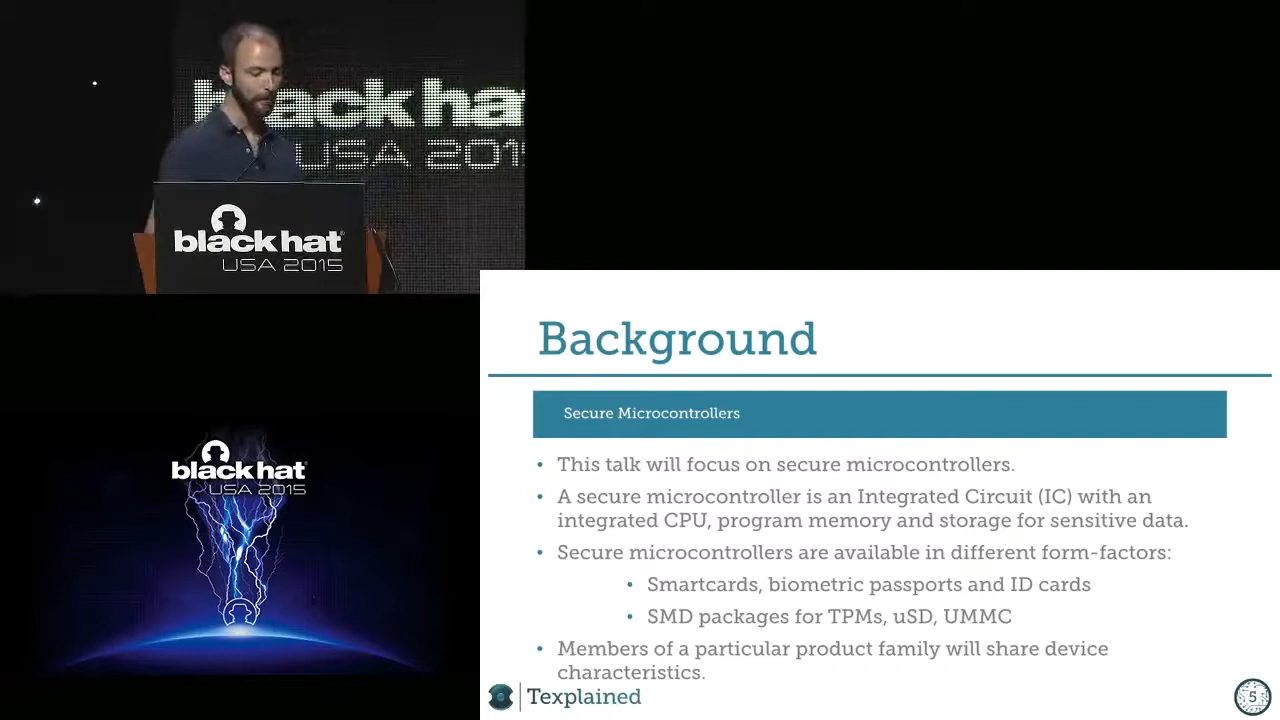 black ha
USA 201
black hat
USA 2015
Background
Secure Microcontrollers
• This talk will focus on secure microcontrollers.
• A secure microcontroller is an Integrated Circuit (IC) with an
integrated CPU, program memory and storage for sensitive data.
• Secure microcontrollers are available in different form-factors:
• Smartcards, biometric passports and ID cards
• SMD packages for TPMs, uSD, UMMC
• Members of a particular product family will share device
characteristics.
Texplained
5
black hat
USA 2015